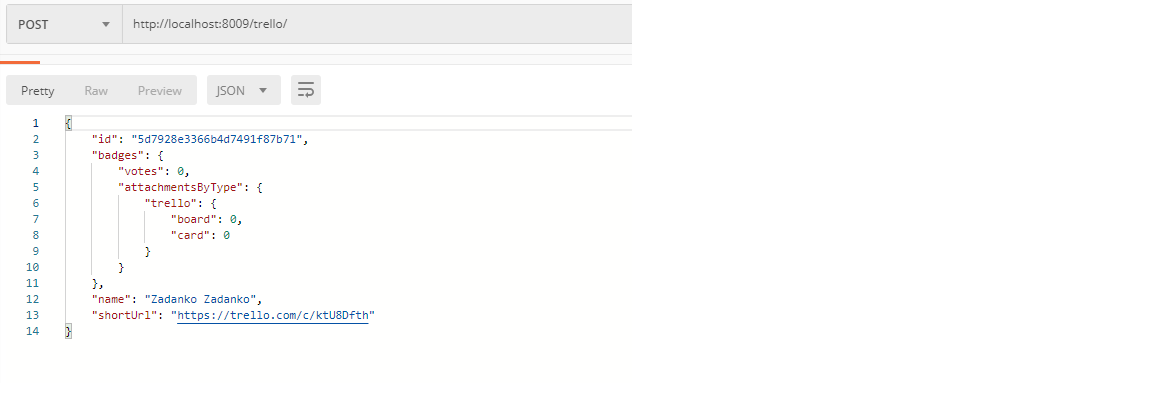 POST http://localhost:8009/trello/
Pretty Raw Preview JSON
1 {
2 "id": "5d7928e3366b4d7491f87b71",
3 "badges": {
4 "votes": 0,
5 "attachmentsByType": {
6 "trello": {
7 "board": 0,
8 "card": 0
9 }
10 }
11 },
12 "name": "Zadanko Zadanko",
13 "shortUrl": "https://trello.com/c/ktU8Dfth"
14 }